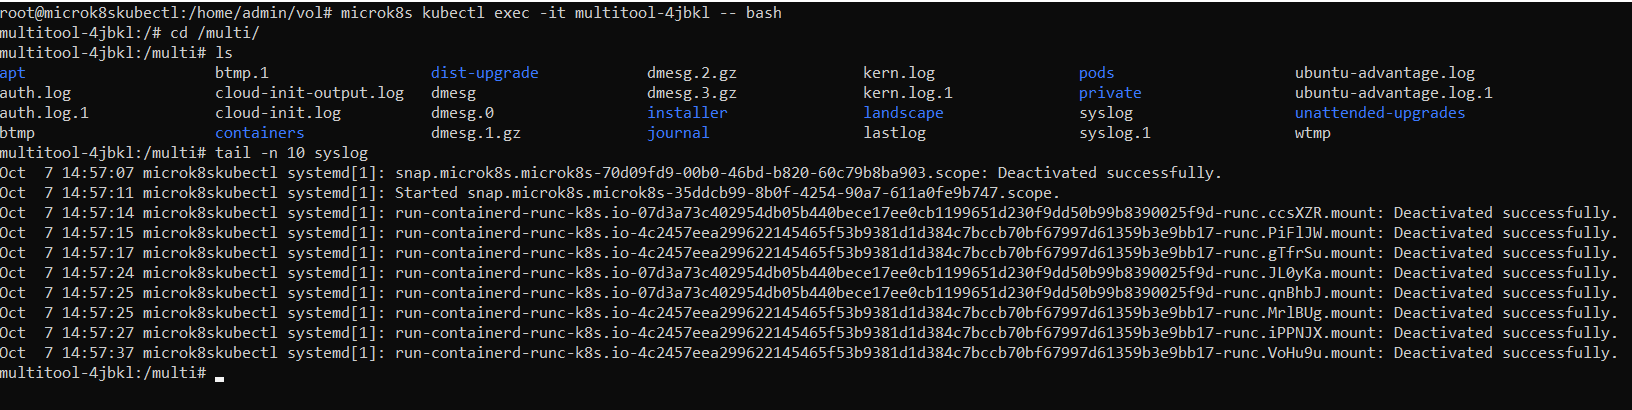 root@microk8skubectl:/home/admin/vol# microk8s kubectl exec -it multitool-4jbkl -- bash
multitool-4jbkl:/# cd /multi/
multitool-4jbkl:/multi# ls
apt btmp.1 dist-upgrade dmesg.2.gz kern.log pods ubuntu-advantage.log
auth.log cloud-init-output.log dmesg dmesg.3.gz kern.log.1 private ubuntu-advantage.log.1
auth.log.1 cloud-init.log dmesg.0 installer landscape syslog unattended-upgrades
btmp containers dmesg.1.gz journal lastlog syslog.1 wtmp
multitool-4jbkl:/multi# tail -n 10 syslog
Oct  7 14:57:07 microk8skubectl systemd[1]: snap.microk8s.microk8s-70d09fd9-00b0-46bd-b820-60c79b8ba903.scope: Deactivated successfully.
Oct  7 14:57:11 microk8skubectl systemd[1]: Started snap.microk8s.microk8s-35ddcb99-8b0f-4254-90a7-611a0fe9b747.scope.
Oct  7 14:57:14 microk8skubectl systemd[1]: run-containerd-runc-k8s.io-07d3a73c402954db05b440bece17ee0cb1199651d230f9dd50b99b8390025f9d-runc.ccsXZR.mount: Deactivated successfully.
Oct  7 14:57:15 microk8skubectl systemd[1]: run-containerd-runc-k8s.io-4c2457eea299622145465f53b9381d1d384c7bccb70bf67997d61359b3e9bb17-runc.PiFlJW.mount: Deactivated successfully.
Oct  7 14:57:17 microk8skubectl systemd[1]: run-containerd-runc-k8s.io-4c2457eea299622145465f53b9381d1d384c7bccb70bf67997d61359b3e9bb17-runc.gTfrSu.mount: Deactivated successfully.
Oct  7 14:57:24 microk8skubectl systemd[1]: run-containerd-runc-k8s.io-07d3a73c402954db05b440bece17ee0cb1199651d230f9dd50b99b8390025f9d-runc.JL0yKa.mount: Deactivated successfully.
Oct  7 14:57:25 microk8skubectl systemd[1]: run-containerd-runc-k8s.io-07d3a73c402954db05b440bece17ee0cb1199651d230f9dd50b99b8390025f9d-runc.qnBhbJ.mount: Deactivated successfully.
Oct  7 14:57:25 microk8skubectl systemd[1]: run-containerd-runc-k8s.io-4c2457eea299622145465f53b9381d1d384c7bccb70bf67997d61359b3e9bb17-runc.MrlBUg.mount: Deactivated successfully.
Oct  7 14:57:27 microk8skubectl systemd[1]: run-containerd-runc-k8s.io-4c2457eea299622145465f53b9381d1d384c7bccb70bf67997d61359b3e9bb17-runc.iPPNJX.mount: Deactivated successfully.
Oct  7 14:57:37 microk8skubectl systemd[1]: run-containerd-runc-k8s.io-4c2457eea299622145465f53b9381d1d384c7bccb70bf67997d61359b3e9bb17-runc.VoHu9u.mount: Deactivated successfully.
multitool-4jbkl:/multi#